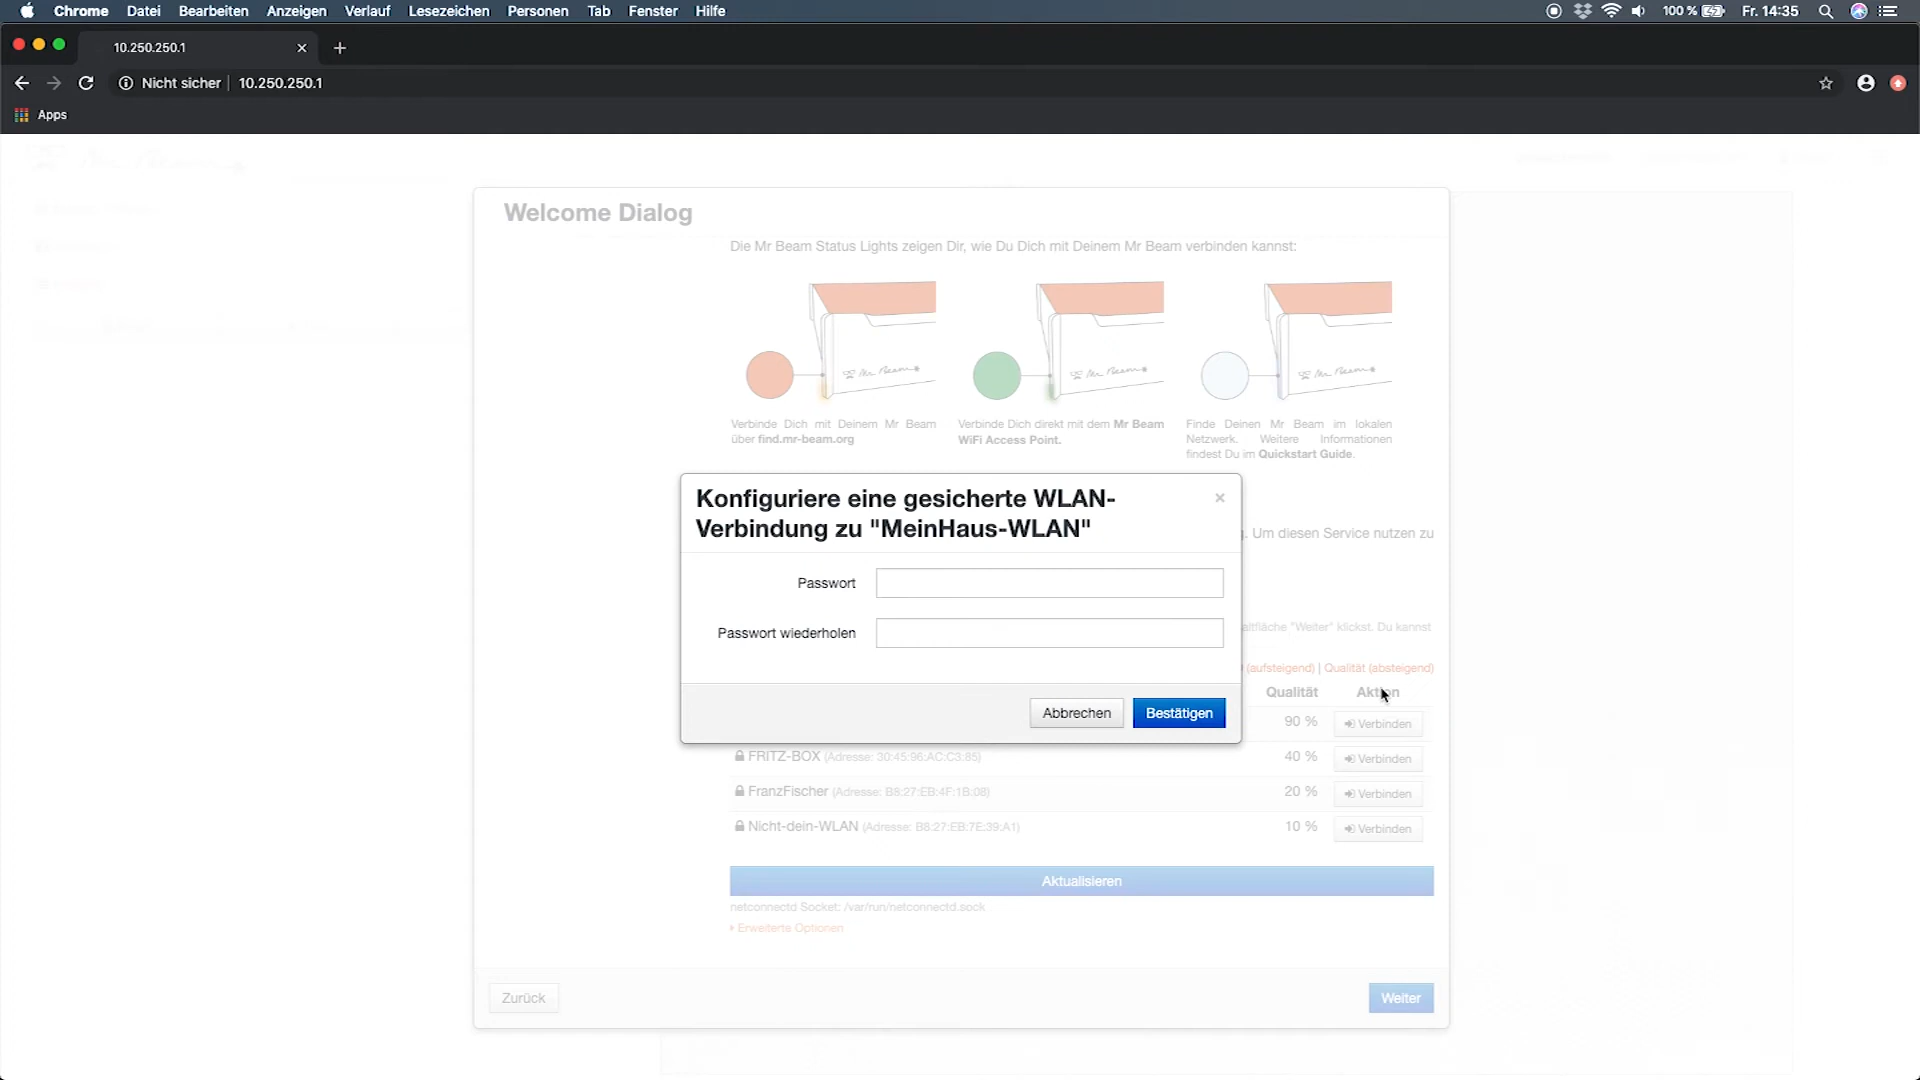 Chrome Datei Bearbeiten Anzeigen Verlauf Lesezeichen Personen Tab Fenster Hilfe 100 % Fr. 14:35
10.250.250.1
Nicht sicher 10.250.250.1
Apps
Welcome Dialog
Die Mr Beam Status Lights zeigen Dir, wie Du Dich mit Deinem Mr Beam verbinden kannst:
Mr Beam Mr Beam Mr Beam
Verbinde Dich mit Deinem Mr Beam
über find.mr-beam.org
Verbinde Dich direkt mit dem Mr Beam
WiFi Access Point.
Finde Deinen Mr Beam im lokalen
Netzwerk. Weitere Informationen
findest Du im Quickstart Guide.
Konfiguriere eine gesicherte WLAN-
Verbindung zu "MeinHaus-WLAN"
×
Um diesen Service nutzen zu
Passwort
Passwort wiederholen
"Weiter" klickst. Du kannst
(aufsteigend) | Qualität (absteigend)
Qualität Aktion
Abbrechen Bestätigen
90 % Verbinden
FRITZ-BOX (Adresse: 30:45:96:AC:C3:85) 40 % Verbinden
FranzFischer (Adresse: B8:27:EB:4F:1B:08) 20 % Verbinden
Nicht-dein-WLAN (Adresse: B8:27:EB:7E:39:A1) 10 % Verbinden
Aktualisieren
netconnectd Socket: /var/run/netconnectd.sock
Erweiterte Optionen
Zurück Weiter